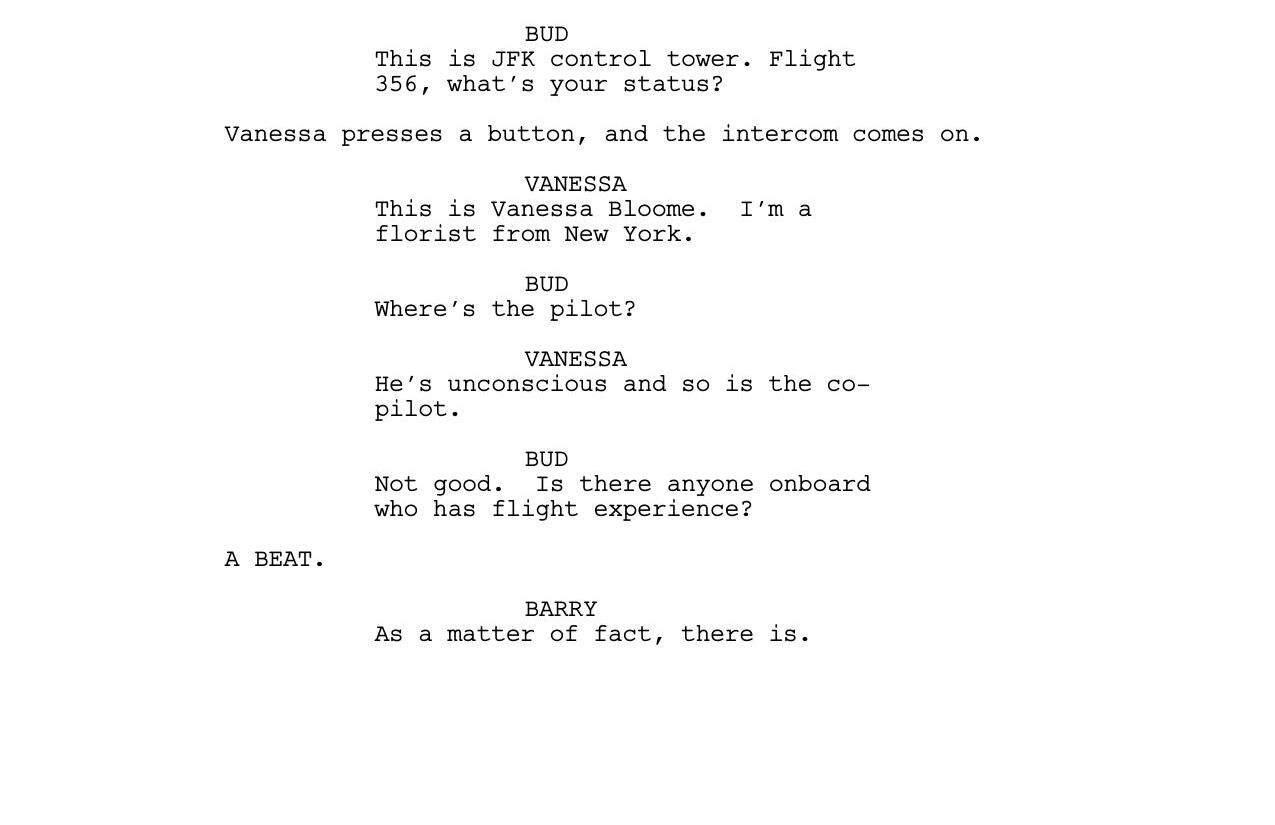 BUD
This is JFK control tower. Flight
356, what's your status?
Vanessa presses a button, and the intercom comes on.
VANESSA
This is Vanessa Bloome.  I'm a
florist from New York.
BUD
Where's the pilot?
VANESSA
He's unconscious and so is the co-
pilot.
BUD
Not good.  Is there anyone onboard
who has flight experience?
A BEAT.
BARRY
As a matter of fact, there is.